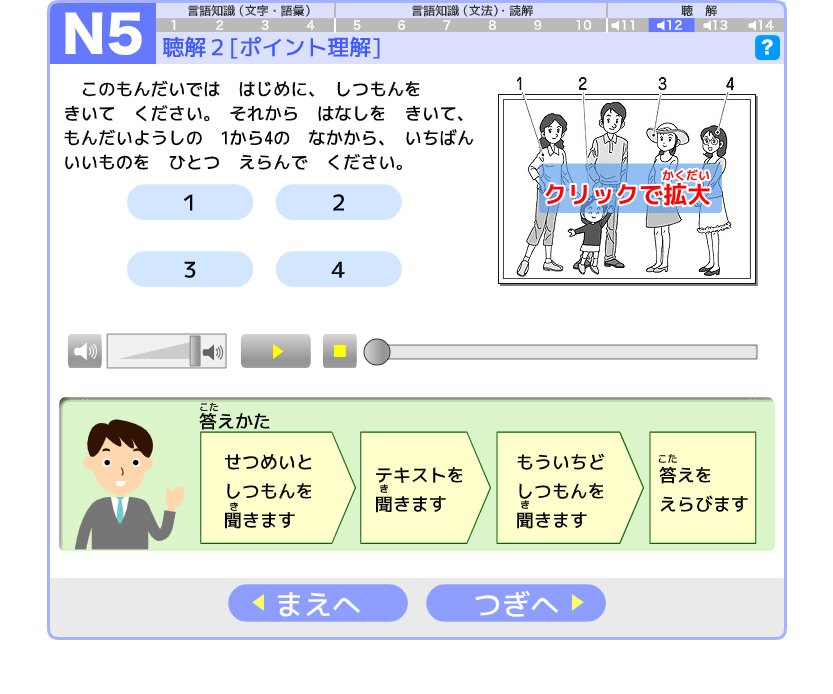 N5
言語知識（文字・語彙） 言語知識（文法）・読解 聴 解
1 2 3 4 5 6 7 8 9 10 11 12 13 14
聴解２[ポイント理解]
?
このもんだいでは はじめに、 しつもんを
きいて ください。 それから はなしを きいて、
もんだいようしの 1から4の なかから、 いちばん
いいものを ひとつ えらんで ください。
1 2
3 4
1 2 3 4
かくだい
クリックで拡大
こた
答えかた
せつめいと
しつもんを
き
聞きます
テキストを
き
聞きます
もういちど
しつもんを
き
聞きます
こた
答えを
えらびます
まえへ
つぎへ